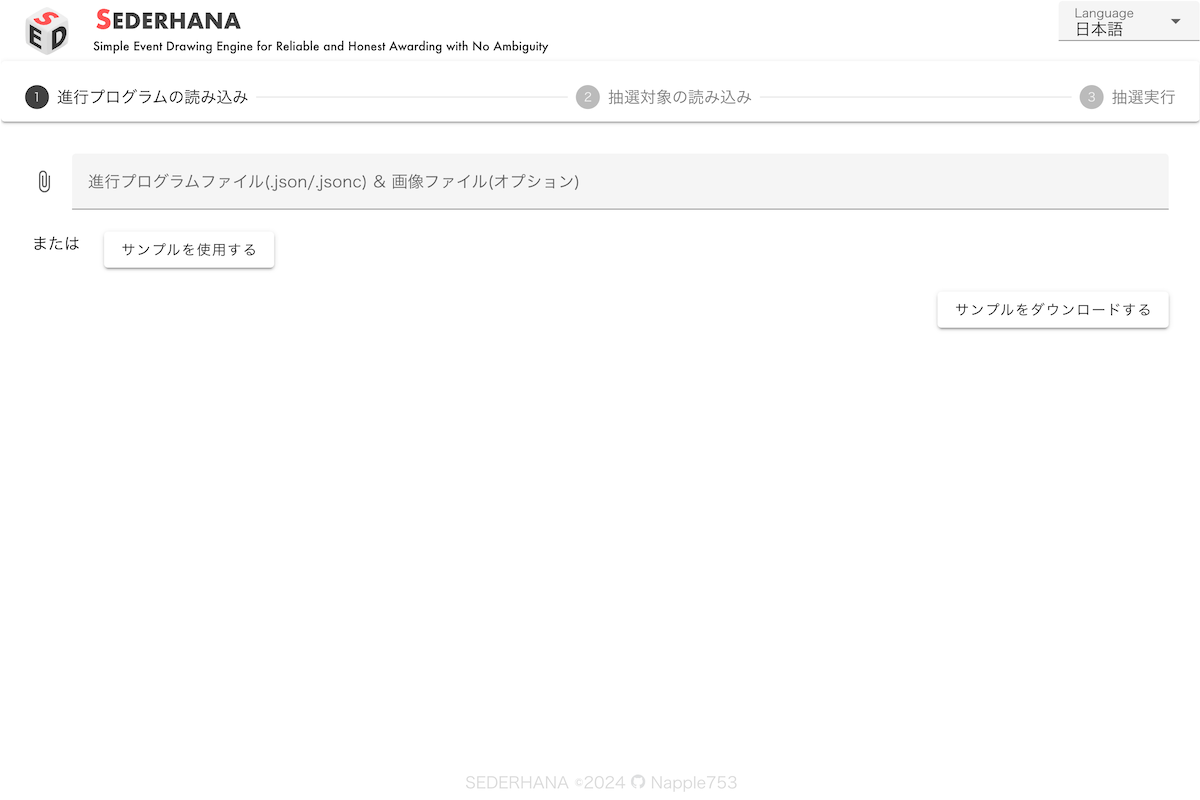 SED
SEDERHANA
Simple Event Drawing Engine for Reliable and Honest Awarding with No Ambiguity
Language
日本語
1 進行プログラムの読み込み
2 抽選対象の読み込み
3 抽選実行
進行プログラムファイル(.json/.jsonc) & 画像ファイル(オプション)
または
サンプルを使用する
サンプルをダウンロードする
SEDERHANA ©2024 Napple753